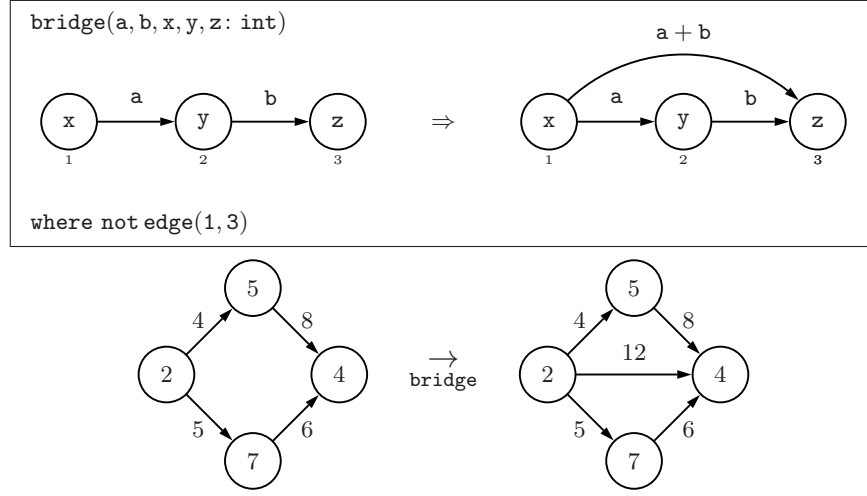 bridge(a, b, x, y, z: int)
a + b
a b a b
x y z ⇒ x y z
1 2 3 1 2 3
where not edge(1, 3)
5 5
4 8 4 8
12
2 4 → 2 4
bridge
5 6 5 6
7 7